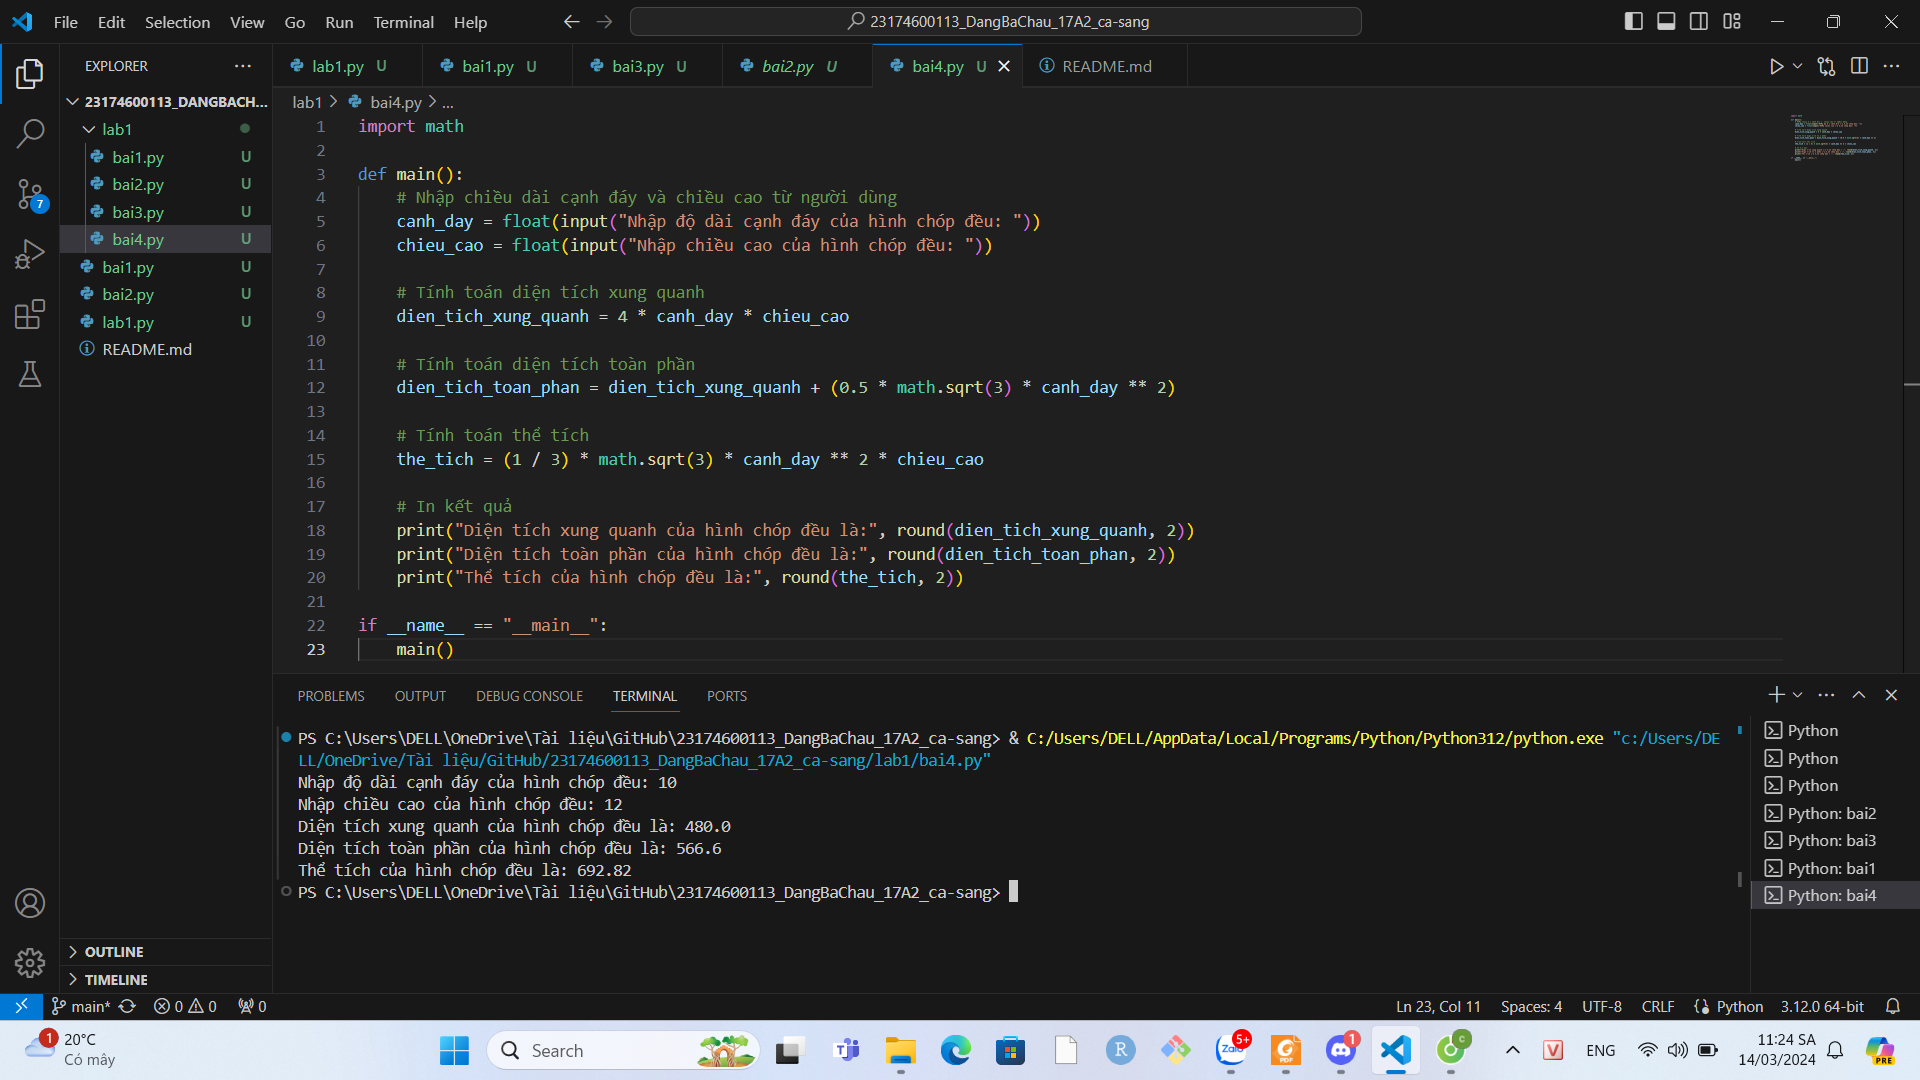 File Edit Selection View Go Run Terminal Help
23174600113_DangBaChau_17A2_ca-sang
EXPLORER
lab1.py U
bai1.py U
bai3.py U
bai2.py U
bai4.py U
README.md
23174600113_DANGBACH...
lab1
bai1.py U
bai2.py U
bai3.py U
bai4.py U
bai1.py U
bai2.py U
lab1.py U
README.md
7
OUTLINE
TIMELINE
lab1 > bai4.py > ...
1 import math
2
3 def main():
4     # Nhập chiều dài cạnh đáy và chiều cao từ người dùng
5     canh_day = float(input("Nhập độ dài cạnh đáy của hình chóp đều: "))
6     chieu_cao = float(input("Nhập chiều cao của hình chóp đều: "))
7
8     # Tính toán diện tích xung quanh
9     dien_tich_xung_quanh = 4 * canh_day * chieu_cao
10
11     # Tính toán diện tích toàn phần
12     dien_tich_toan_phan = dien_tich_xung_quanh + (0.5 * math.sqrt(3) * canh_day ** 2)
13
14     # Tính toán thể tích
15     the_tich = (1 / 3) * math.sqrt(3) * canh_day ** 2 * chieu_cao
16
17     # In kết quả
18     print("Diện tích xung quanh của hình chóp đều là:", round(dien_tich_xung_quanh, 2))
19     print("Diện tích toàn phần của hình chóp đều là:", round(dien_tich_toan_phan, 2))
20     print("Thể tích của hình chóp đều là:", round(the_tich, 2))
21
22 if __name__ == "__main__":
23     main()
PROBLEMS OUTPUT DEBUG CONSOLE TERMINAL PORTS
PS C:\Users\DELL\OneDrive\Tài liệu\GitHub\23174600113_DangBaChau_17A2_ca-sang> & C:/Users/DELL/AppData/Local/Programs/Python/Python312/python.exe "c:/Users/DE
LL/OneDrive/Tài liệu/GitHub/23174600113_DangBaChau_17A2_ca-sang/lab1/bai4.py"
Nhập độ dài cạnh đáy của hình chóp đều: 10
Nhập chiều cao của hình chóp đều: 12
Diện tích xung quanh của hình chóp đều là: 480.0
Diện tích toàn phần của hình chóp đều là: 566.6
Thể tích của hình chóp đều là: 692.82
PS C:\Users\DELL\OneDrive\Tài liệu\GitHub\23174600113_DangBaChau_17A2_ca-sang>
Python
Python
Python
Python: bai2
Python: bai3
Python: bai1
Python: bai4
main* 0 0 0
Ln 23, Col 11 Spaces: 4 UTF-8 CRLF Python 3.12.0 64-bit
1
20°C
Có mây
Search
5+
Zalo
PDF
1
R
c
V
ENG
11:24 SA
14/03/2024
PRE